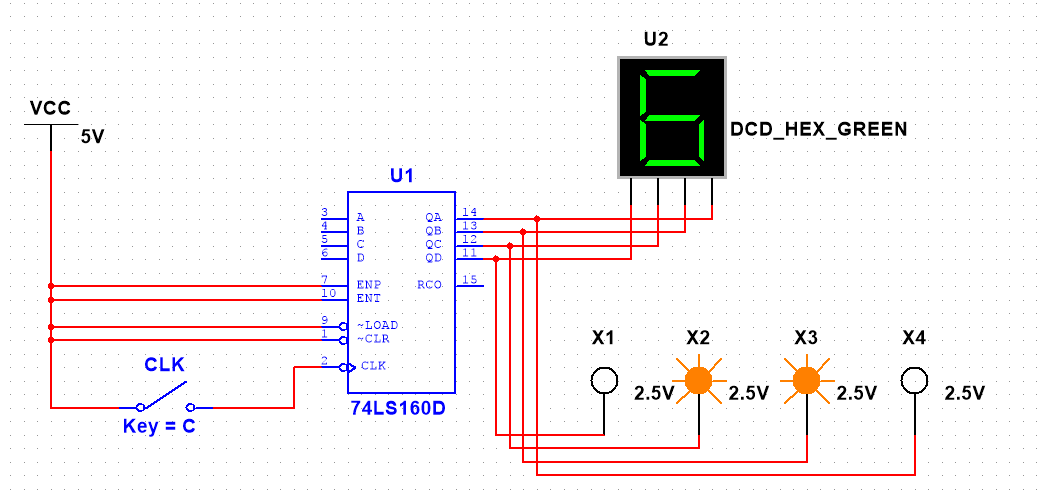 U2
DCD_HEX_GREEN
6
VCC
5V
U1
3 A QA 14
4 B QB 13
5 C QC 12
6 D QD 11
7 ENP RCO 15
10 ENT
9 ~LOAD
1 ~CLR
2 CLK
74LS160D
CLK
Key = C
X1 X2 X3 X4
2.5V 2.5V 2.5V 2.5V